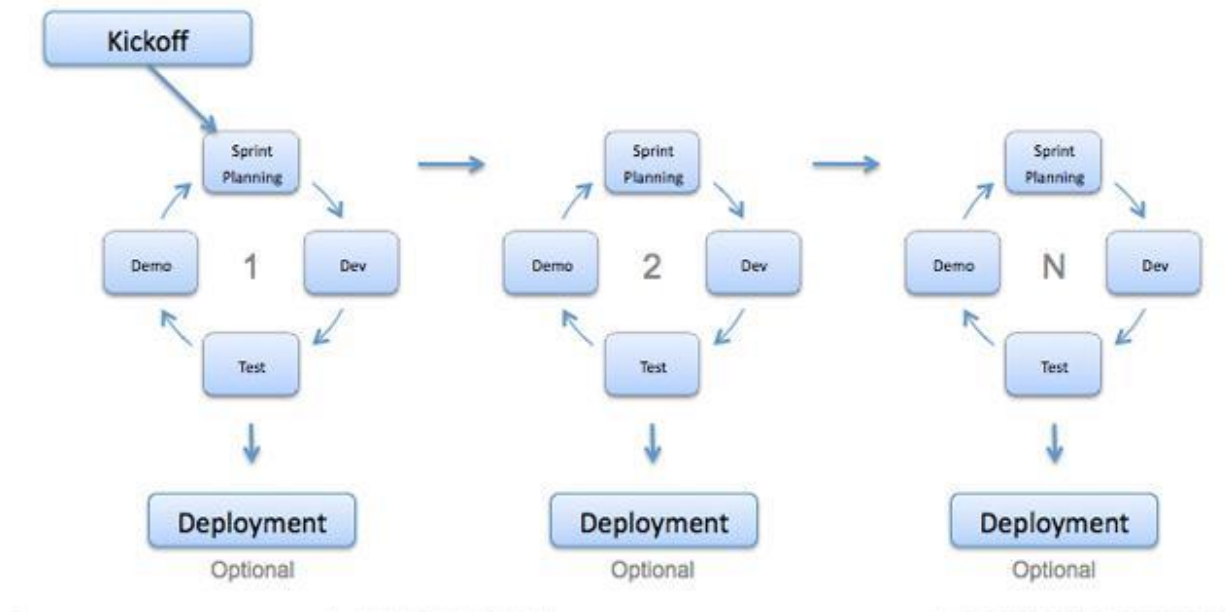 Kickoff
Sprint
Planning
Demo
1
Dev
Test
Deployment
Optional
Sprint
Planning
Demo
2
Dev
Test
Deployment
Optional
Sprint
Planning
Demo
N
Dev
Test
Deployment
Optional